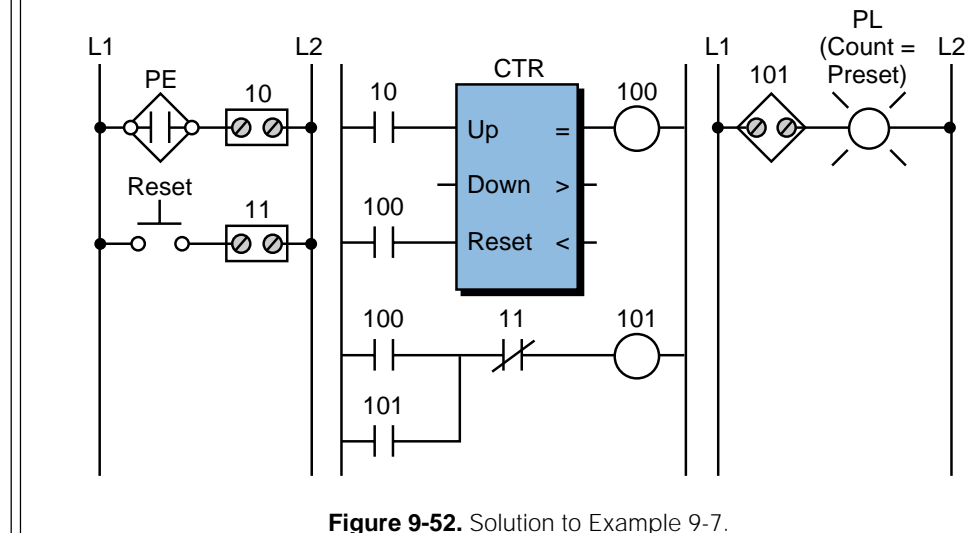 PL
L1 L2 L1 (Count = L2
PE CTR 101 Preset)
10 10 100
Up =
Reset Down >
11 100
Reset <
100 11 101
101
Figure 9-52. Solution to Example 9-7.